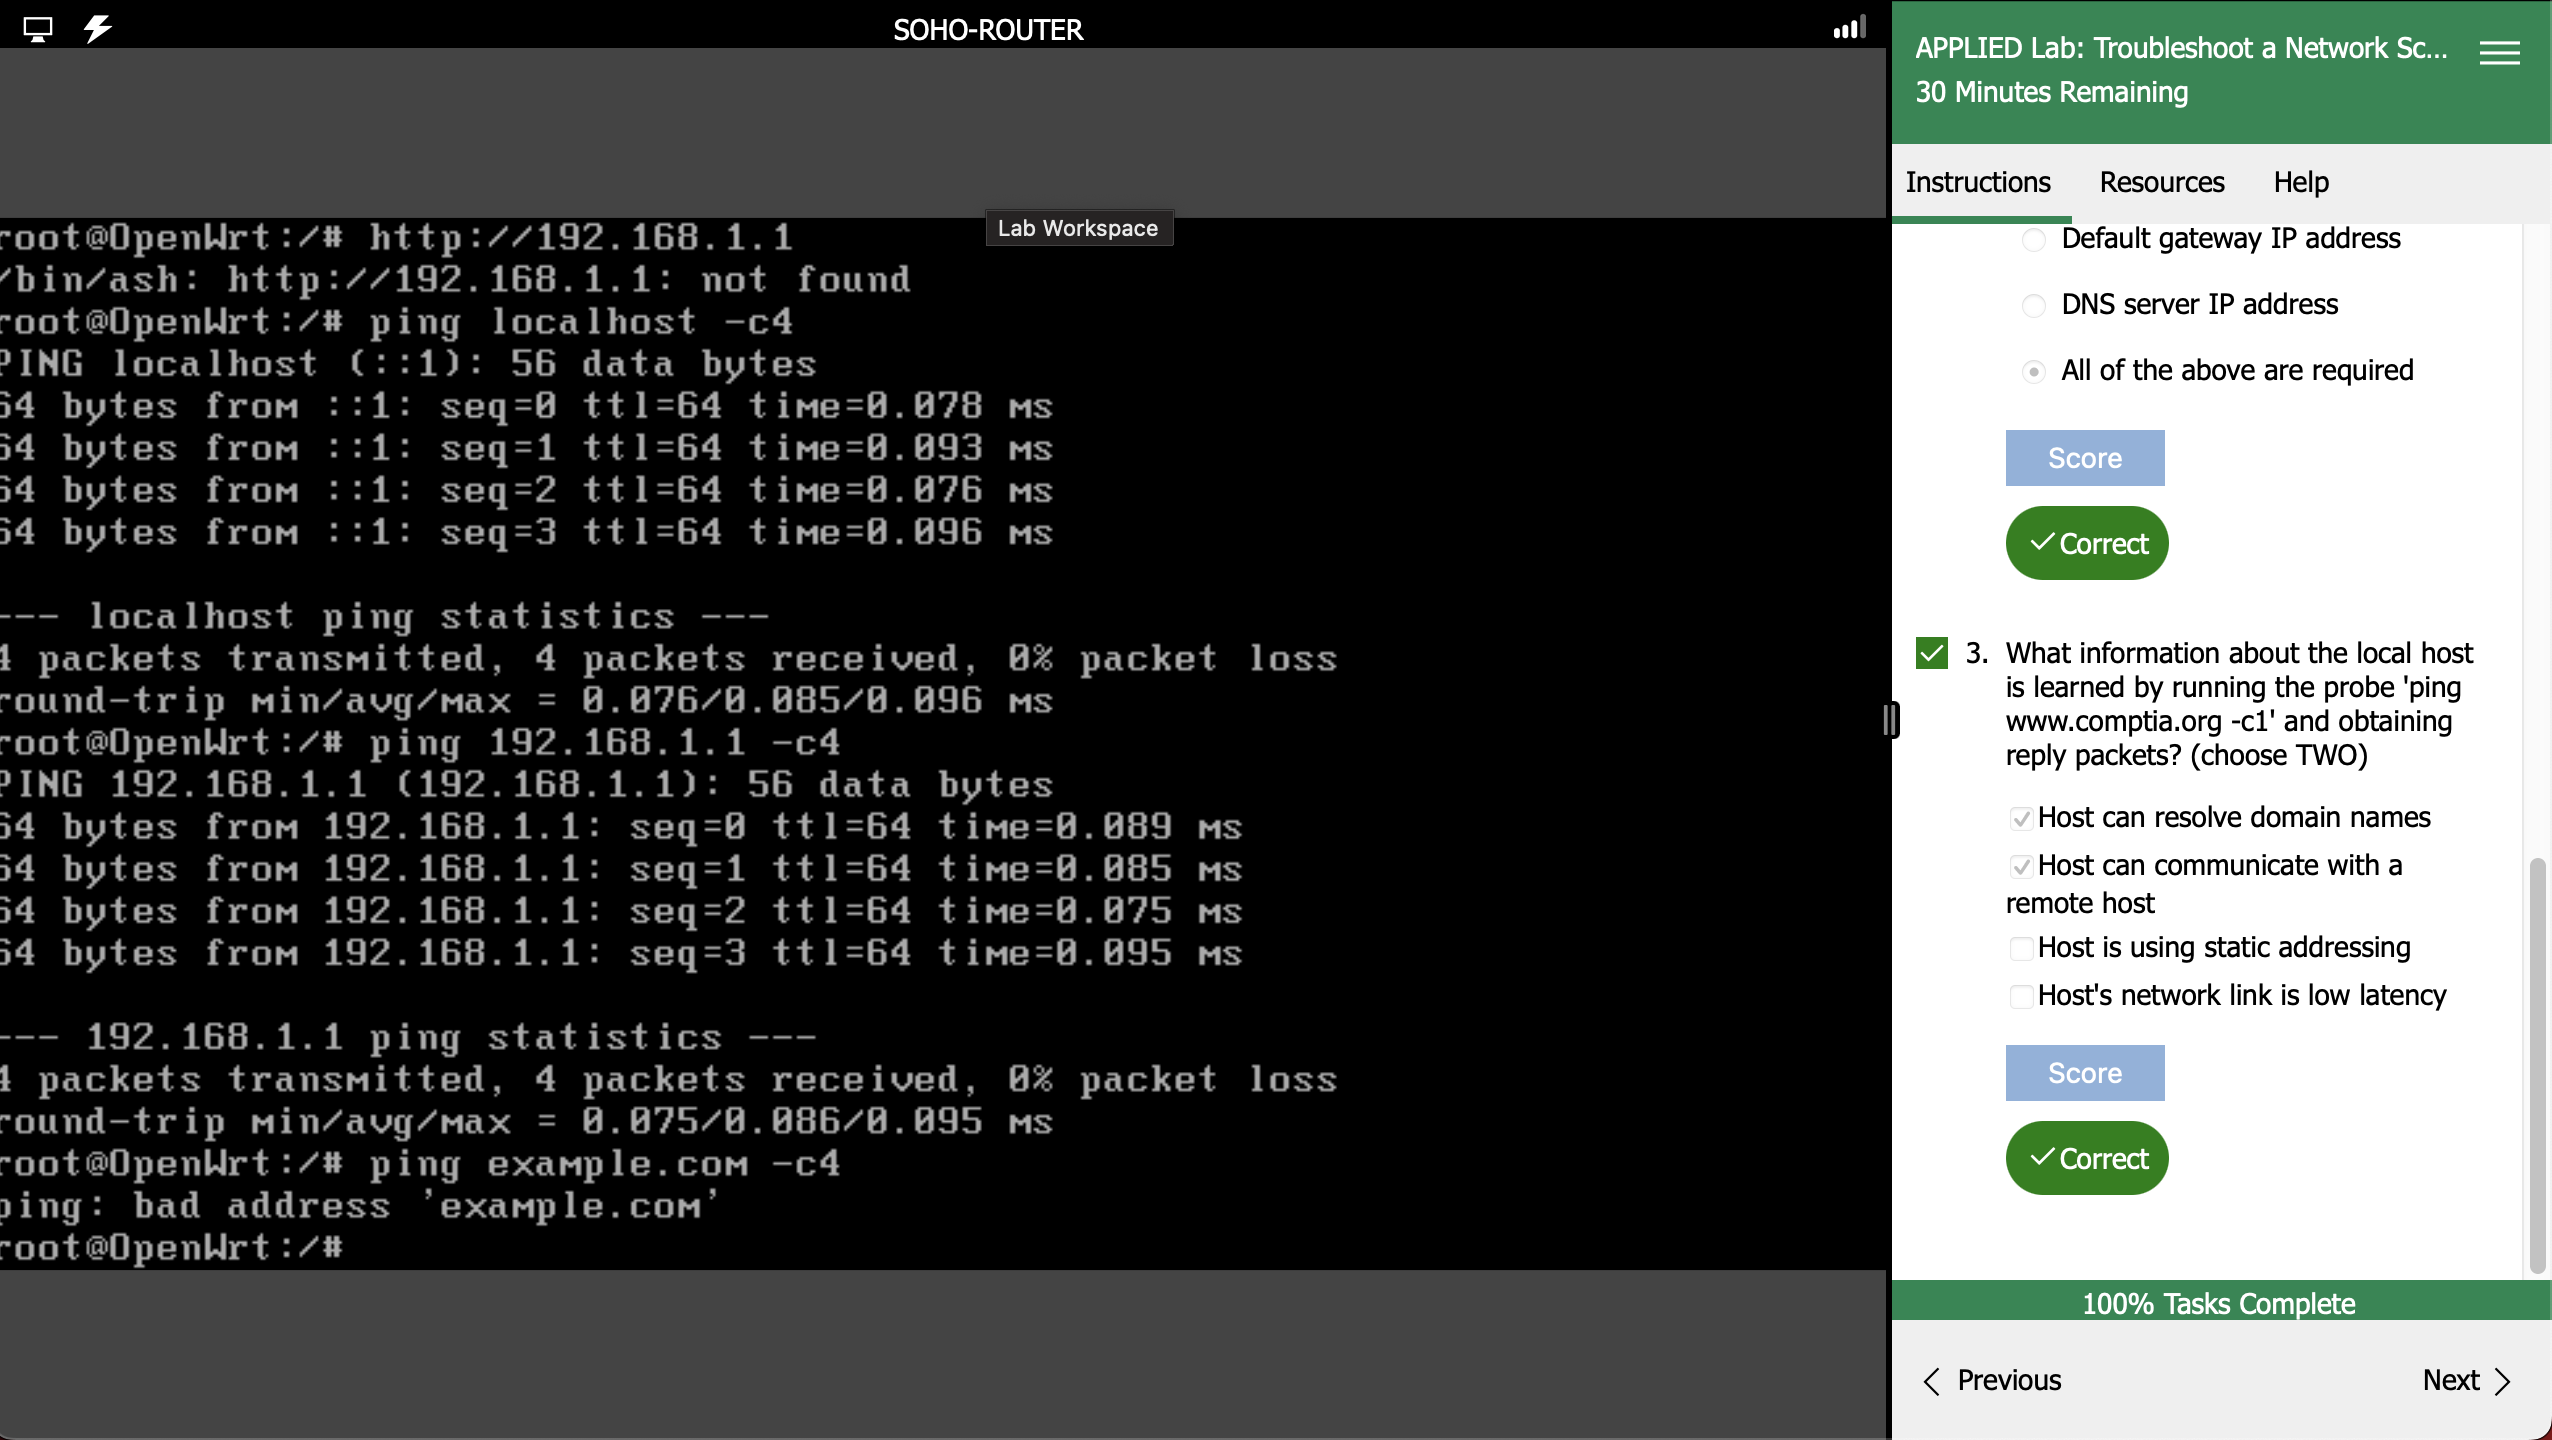 SOHO-ROUTER
Lab Workspace
root@OpenWrt:/# http://192.168.1.1
/bin/ash: http://192.168.1.1: not found
root@OpenWrt:/# ping localhost -c4
PING localhost (::1): 56 data bytes
64 bytes from ::1: seq=0 ttl=64 time=0.078 ms
64 bytes from ::1: seq=1 ttl=64 time=0.093 ms
64 bytes from ::1: seq=2 ttl=64 time=0.076 ms
64 bytes from ::1: seq=3 ttl=64 time=0.096 ms
--- localhost ping statistics ---
4 packets transmitted, 4 packets received, 0% packet loss
round-trip min/avg/max = 0.076/0.085/0.096 ms
root@OpenWrt:/# ping 192.168.1.1 -c4
PING 192.168.1.1 (192.168.1.1): 56 data bytes
64 bytes from 192.168.1.1: seq=0 ttl=64 time=0.089 ms
64 bytes from 192.168.1.1: seq=1 ttl=64 time=0.085 ms
64 bytes from 192.168.1.1: seq=2 ttl=64 time=0.075 ms
64 bytes from 192.168.1.1: seq=3 ttl=64 time=0.095 ms
--- 192.168.1.1 ping statistics ---
4 packets transmitted, 4 packets received, 0% packet loss
round-trip min/avg/max = 0.075/0.086/0.095 ms
root@OpenWrt:/# ping example.com -c4
ping: bad address 'example.com'
root@OpenWrt:/#
APPLIED Lab: Troubleshoot a Network Sc...
30 Minutes Remaining
Instructions Resources Help
Default gateway IP address
DNS server IP address
All of the above are required
Score
Correct
3. What information about the local host
is learned by running the probe 'ping
www.comptia.org -c1' and obtaining
reply packets? (choose TWO)
Host can resolve domain names
Host can communicate with a
remote host
Host is using static addressing
Host's network link is low latency
Score
Correct
100% Tasks Complete
Previous Next